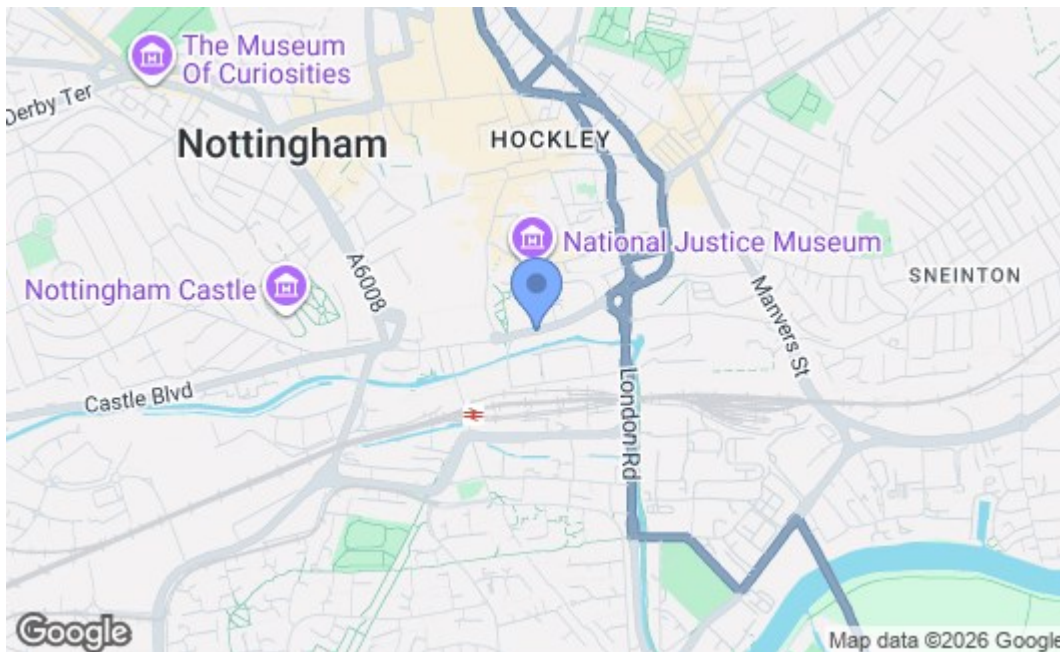 The Museum
Of Curiosities
Derby Ter
Nottingham
HOCKLEY
National Justice Museum
Nottingham Castle
A6008
SNEINTON
Manvers St
Castle Blvd
London Rd
Google
Map data ©2026 Google